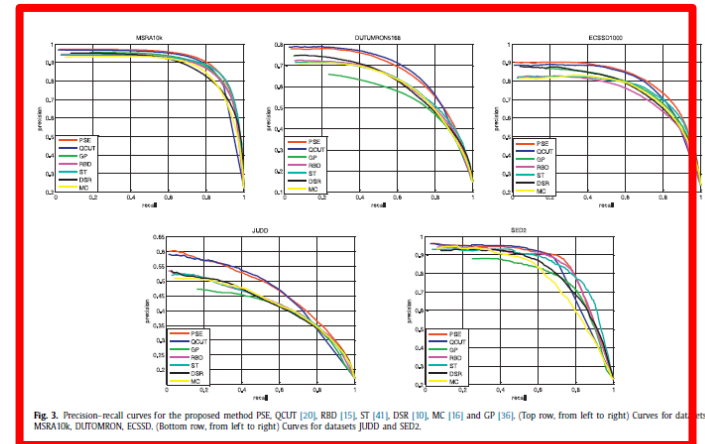 MSRA10k
DUTOMRON5168
ECSSD1000
precision
recall
PSE
QCUT
GP
RBD
ST
DSR
MC
precision
recall
PSE
QCUT
GP
RBD
ST
DSR
MC
precision
recall
PSE
QCUT
GP
RBD
ST
DSR
MC
JUDD
SED2
precision
recall
PSE
QCUT
GP
RBD
ST
DSR
MC
precision
recall
PSE
QCUT
GP
RBD
ST
DSR
MC
Fig. 3. Precision-recall curves for the proposed method PSE, QCUT [20], RBD [15], ST [41], DSR [10], MC [16] and GP [36]. (Top row, from left to right) Curves for datasets
MSRA10k, DUTOMRON, ECSSD. (Bottom row, from left to right) Curves for datasets JUDD and SED2.